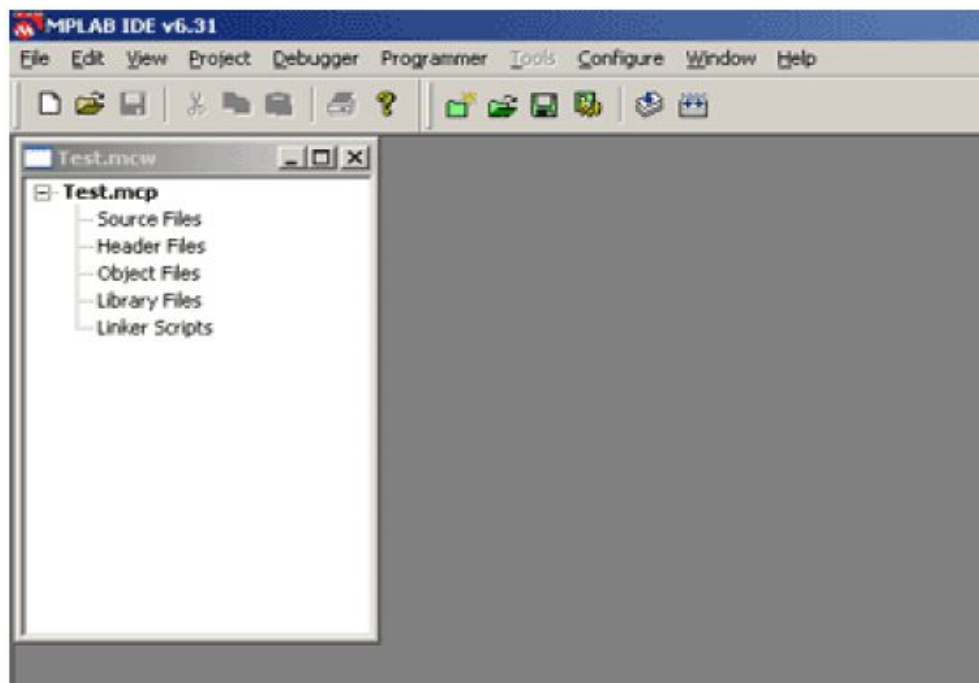 MPLAB IDE v6.31
File Edit View Project Debugger Programmer Tools Configure Window Help
Test.mcw
Test.mcp
Source Files
Header Files
Object Files
Library Files
Linker Scripts